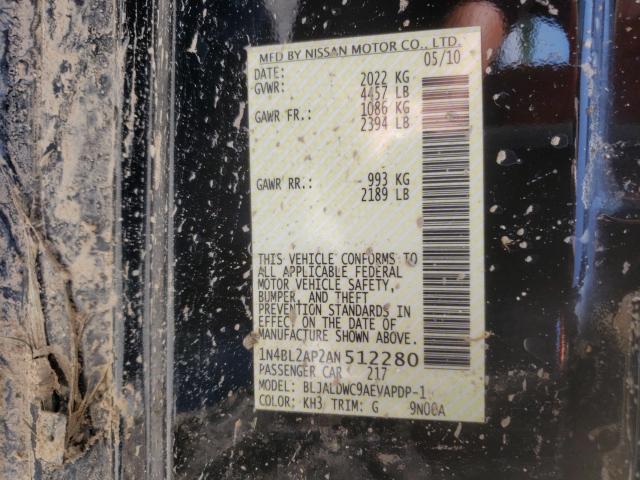 MFD BY NISSAN MOTOR CO., LTD.
DATE: 05/10
GVWR: 2022 KG
4457 LB
GAWR FR.: 1086 KG
2394 LB
GAWR RR.: 993 KG
2189 LB
THIS VEHICLE CONFORMS TO
ALL APPLICABLE FEDERAL
MOTOR VEHICLE SAFETY,
BUMPER, AND THEFT
PREVENTION STANDARDS IN
EFFECT ON THE DATE OF
MANUFACTURE SHOWN ABOVE.
1N4BL2AP2AN512280
PASSENGER CAR 217
MODEL: BLJALDWC9AEVAPDP-1
COLOR: KH3 TRIM: G 9N00A